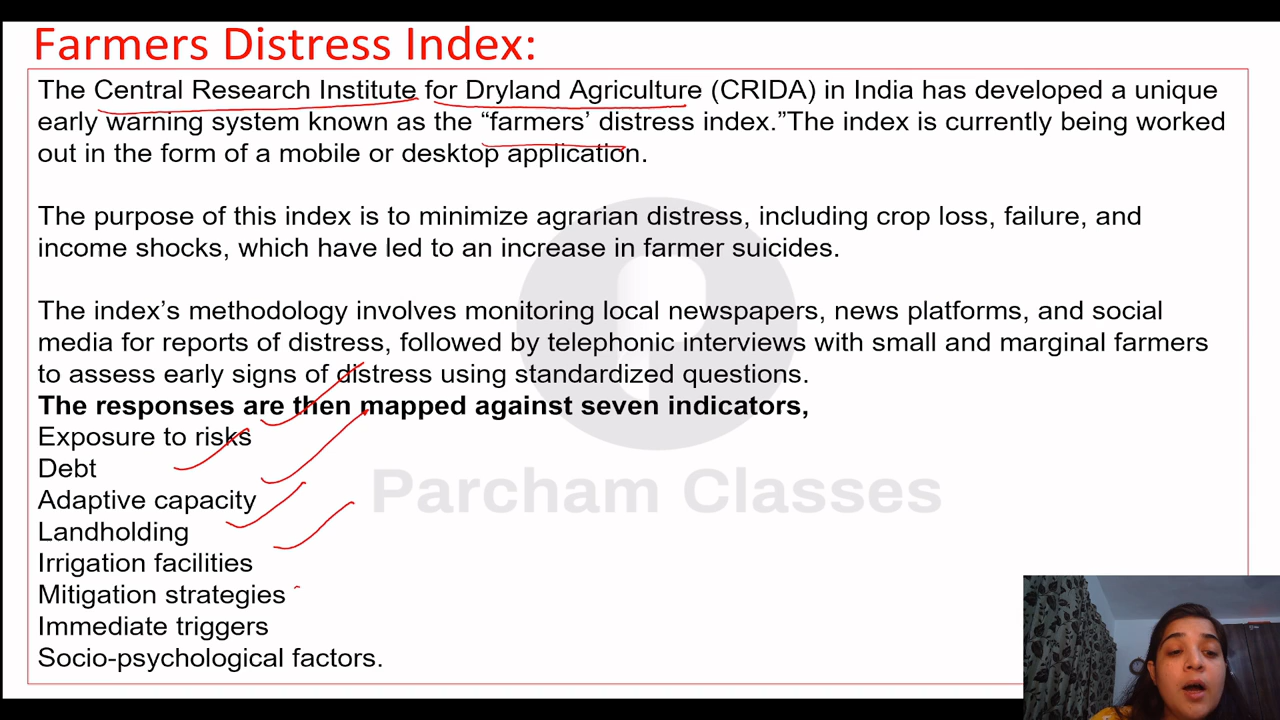 Farmers Distress Index:
The Central Research Institute for Dryland Agriculture (CRIDA) in India has developed a unique
early warning system known as the “farmers’ distress index.”The index is currently being worked
out in the form of a mobile or desktop application.
The purpose of this index is to minimize agrarian distress, including crop loss, failure, and
income shocks, which have led to an increase in farmer suicides.
The index’s methodology involves monitoring local newspapers, news platforms, and social
media for reports of distress, followed by telephonic interviews with small and marginal farmers
to assess early signs of distress using standardized questions.
The responses are then mapped against seven indicators,
Exposure to risks
Debt
Adaptive capacity
Landholding
Irrigation facilities
Mitigation strategies
Immediate triggers
Socio-psychological factors.
Parcham Classes